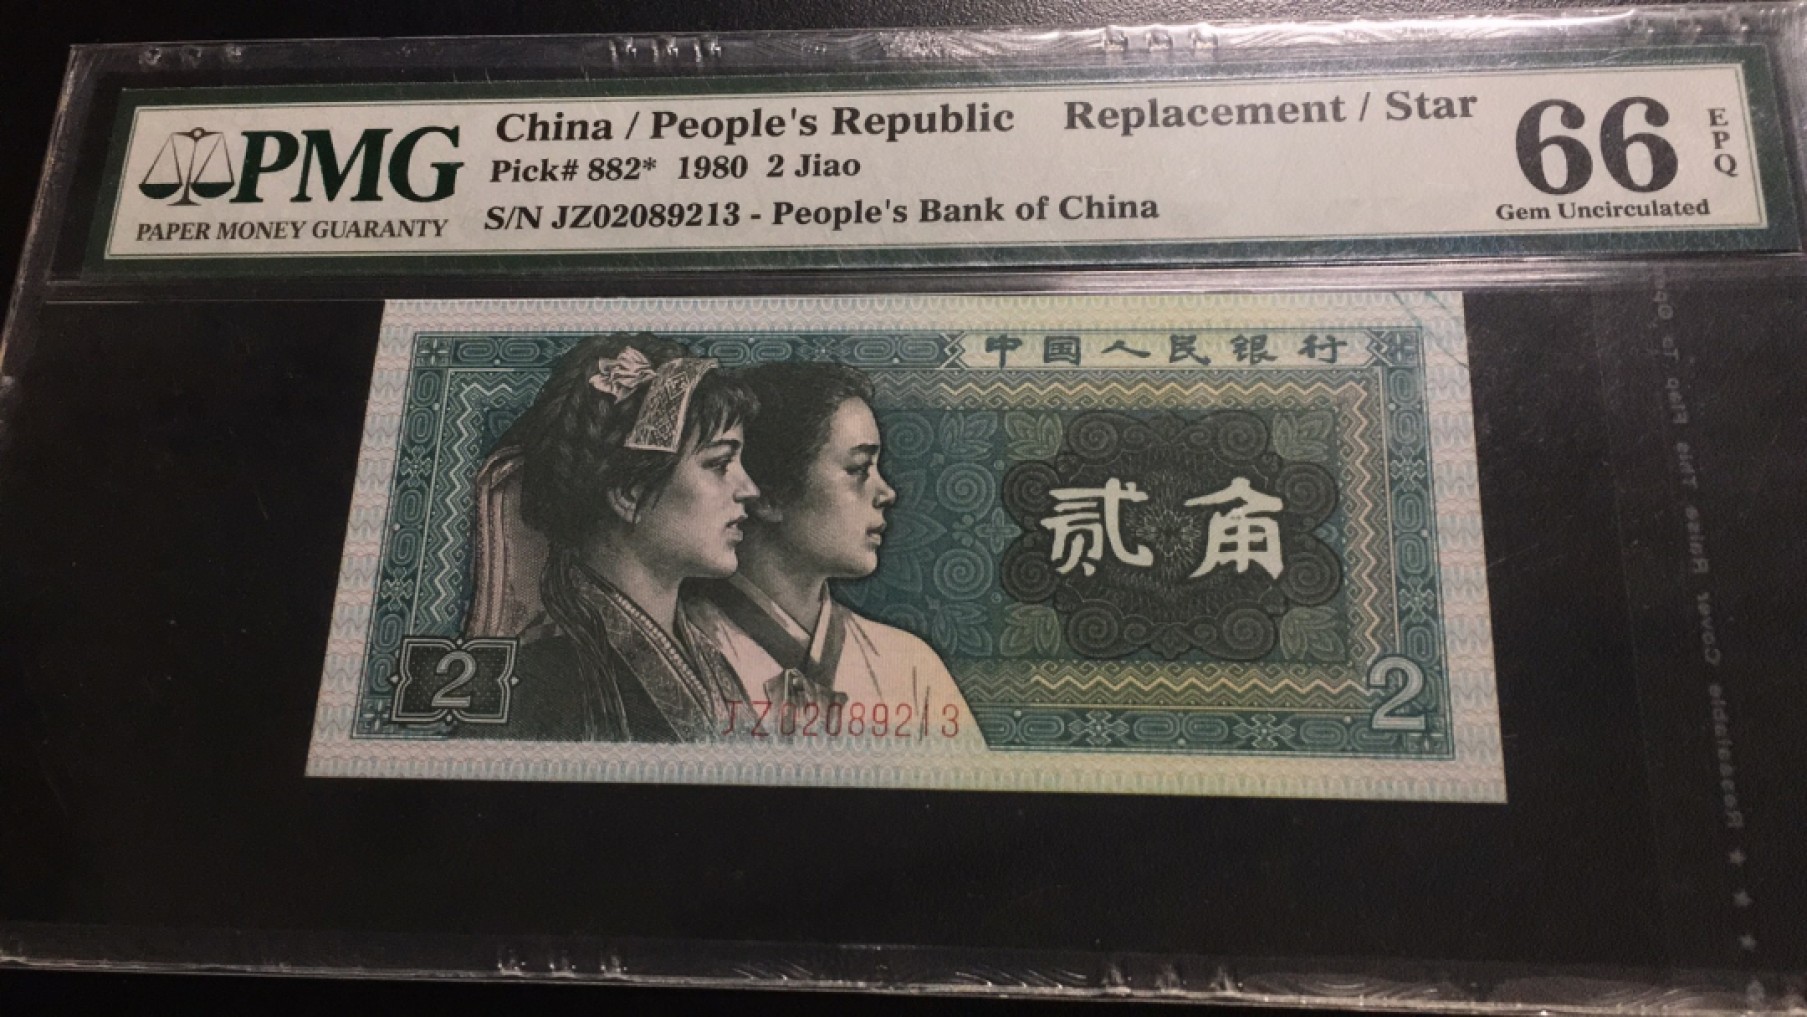 PMG
PAPER MONEY GUARANTY
China / People's Republic Replacement / Star
Pick# 882* 1980 2 Jiao
S/N JZ02089213 - People's Bank of China
66
EPQ
Gem Uncirculated
中国人民银行
贰角
2
JZ02089213
2